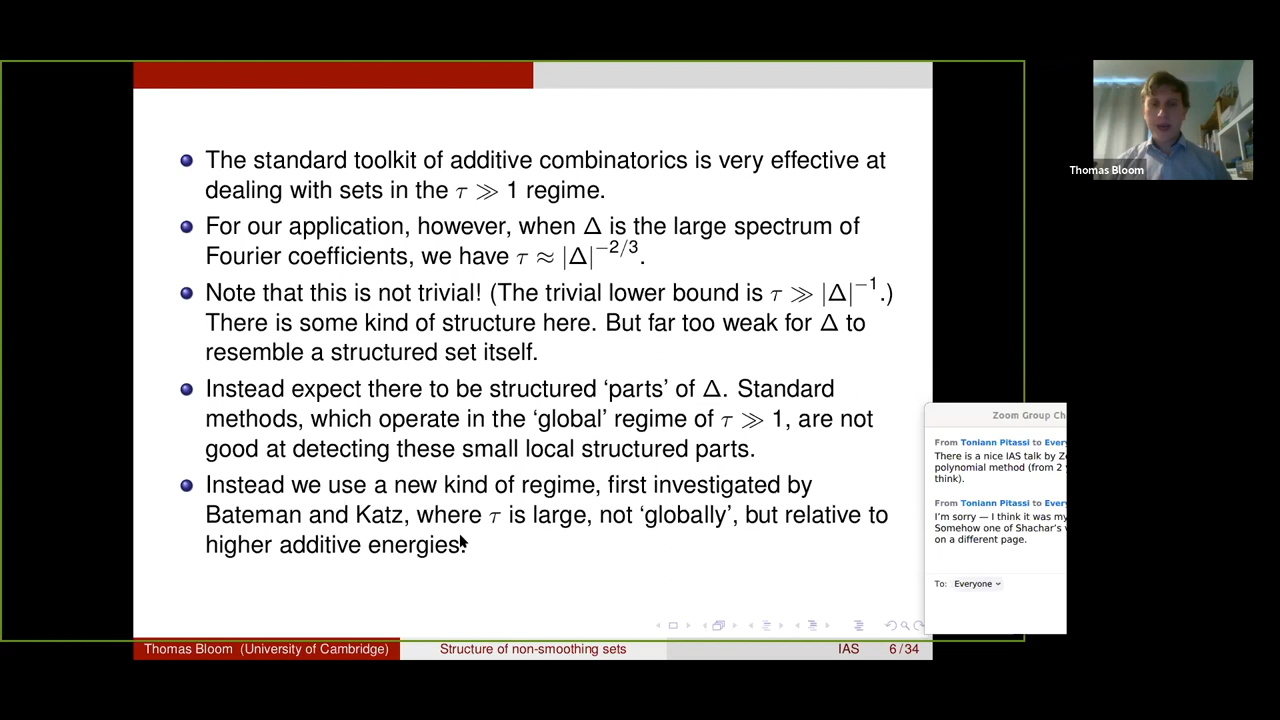 The standard toolkit of additive combinatorics is very effective at
dealing with sets in the τ ≫ 1 regime.
For our application, however, when Δ is the large spectrum of
Fourier coefficients, we have τ ≈ |Δ|^{−2/3}.
Note that this is not trivial! (The trivial lower bound is τ ≫ |Δ|^{−1}.)
There is some kind of structure here. But far too weak for Δ to
resemble a structured set itself.
Instead expect there to be structured ‘parts’ of Δ. Standard
methods, which operate in the ‘global’ regime of τ ≫ 1, are not
good at detecting these small local structured parts.
Instead we use a new kind of regime, first investigated by
Bateman and Katz, where τ is large, not ‘globally’, but relative to
higher additive energies.
Thomas Bloom (University of Cambridge)
Structure of non-smoothing sets
IAS 6/34
Thomas Bloom
Zoom Group Ch
From Toniann Pitassi to Every
There is a nice IAS talk by Z
polynomial method (from 2
think).
From Toniann Pitassi to Every
I’m sorry — I think it was my
Somehow one of Shachar’s
on a different page.
To: Everyone